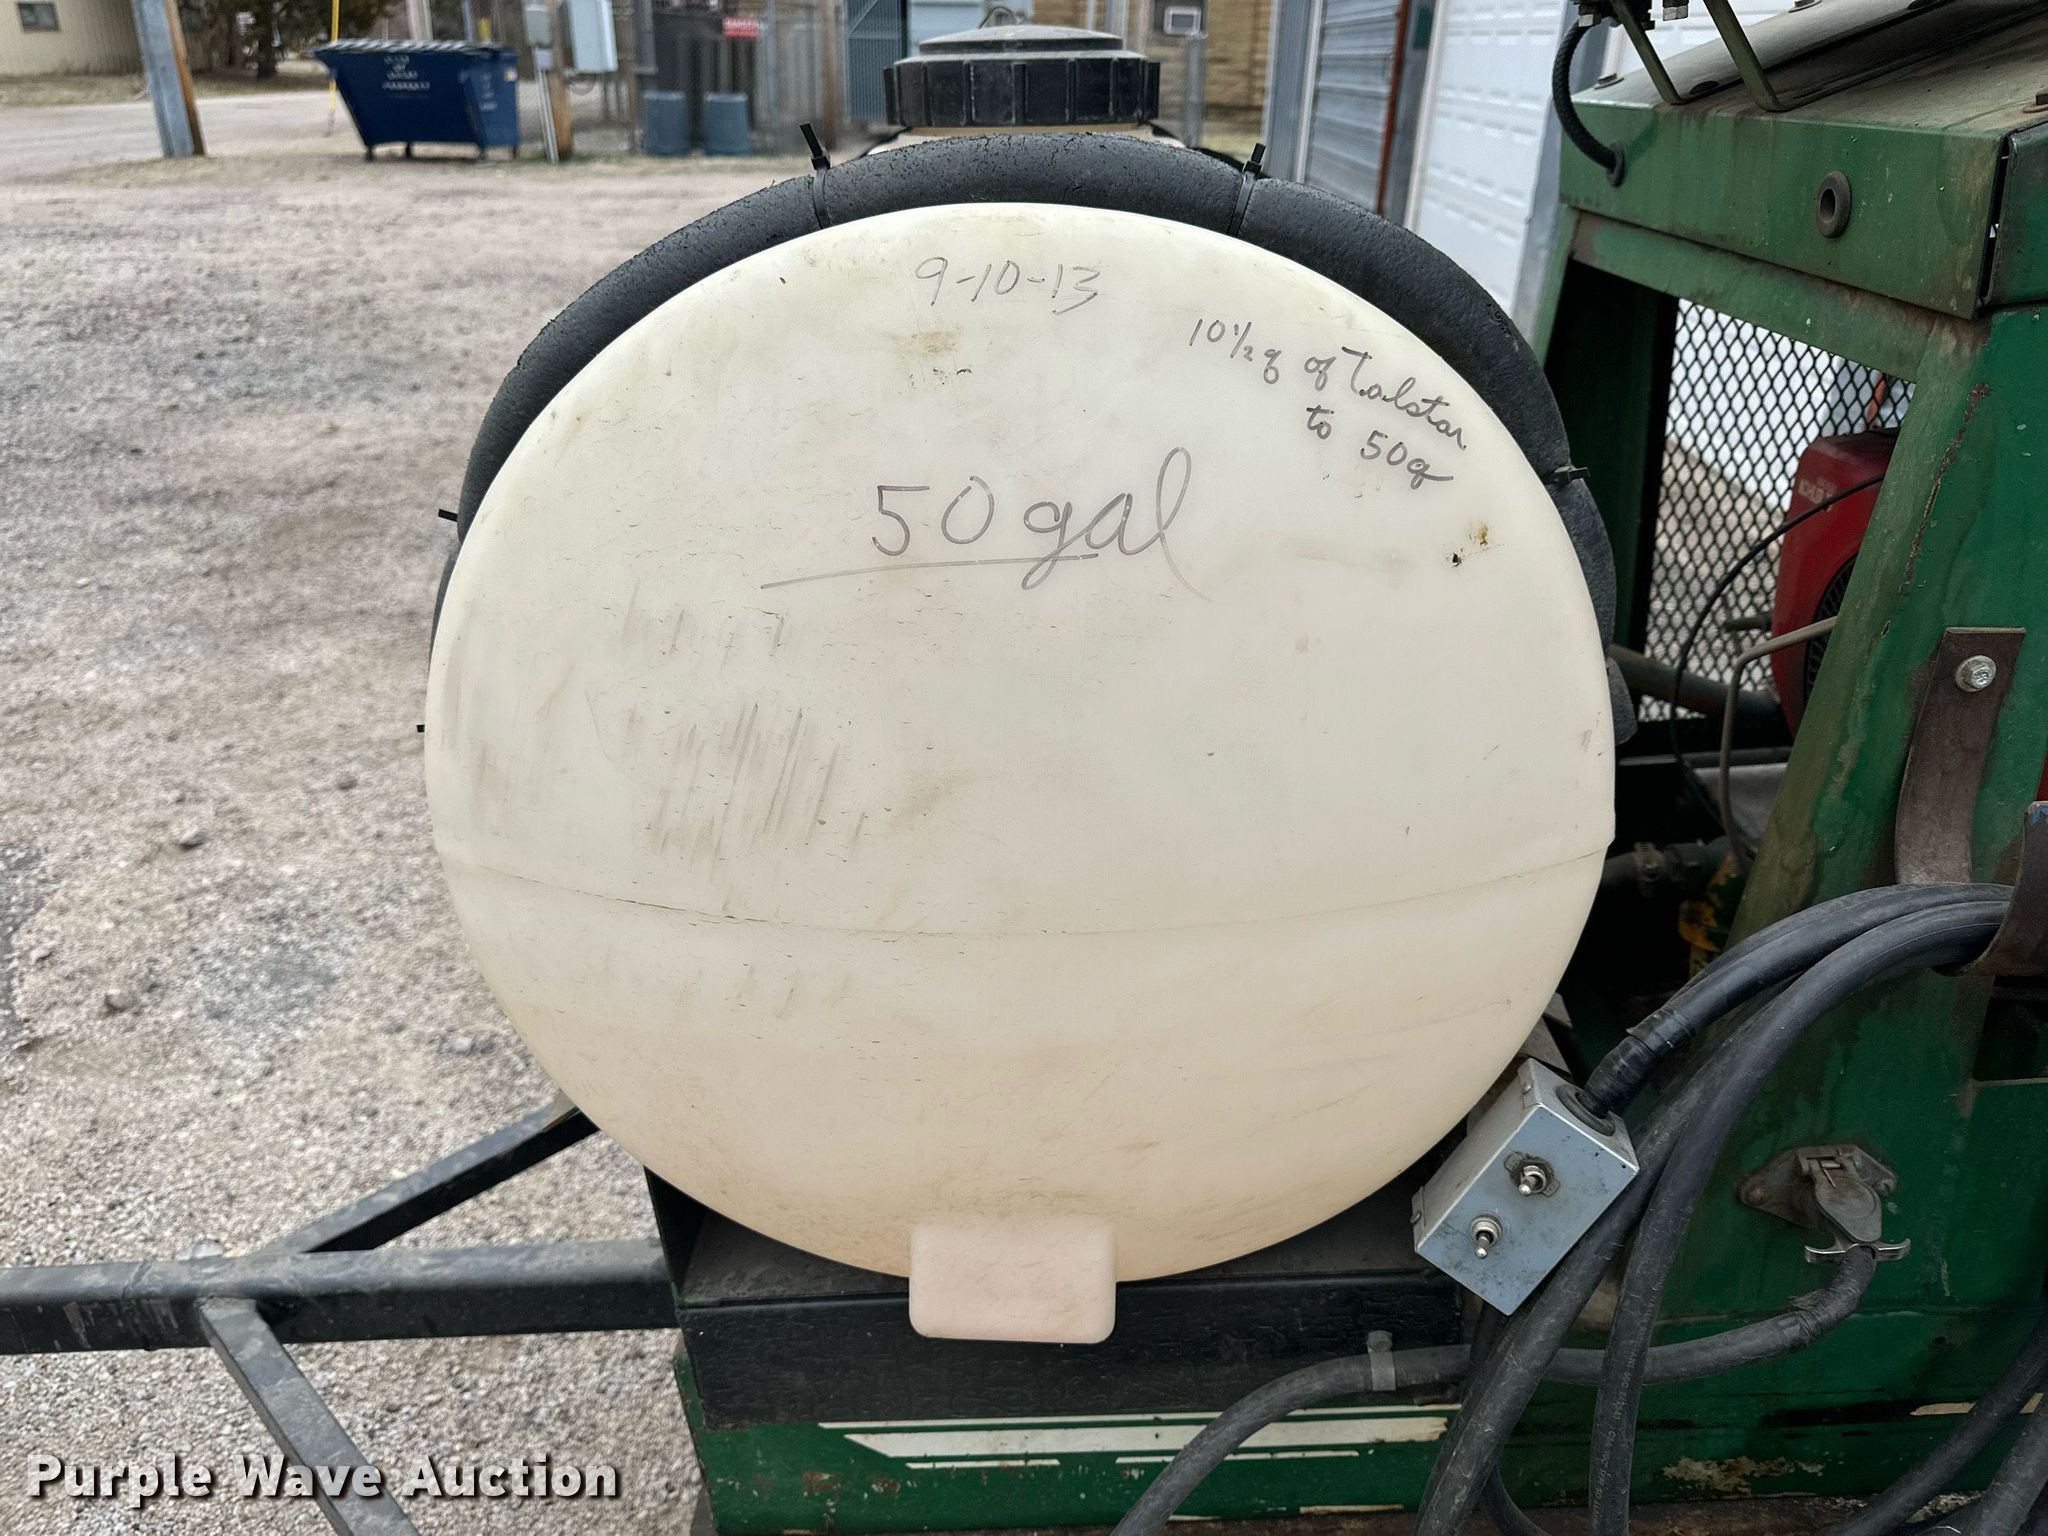 9-10-13
10½g of Talstar
to 50g
50 gal
Purple Wave Auction